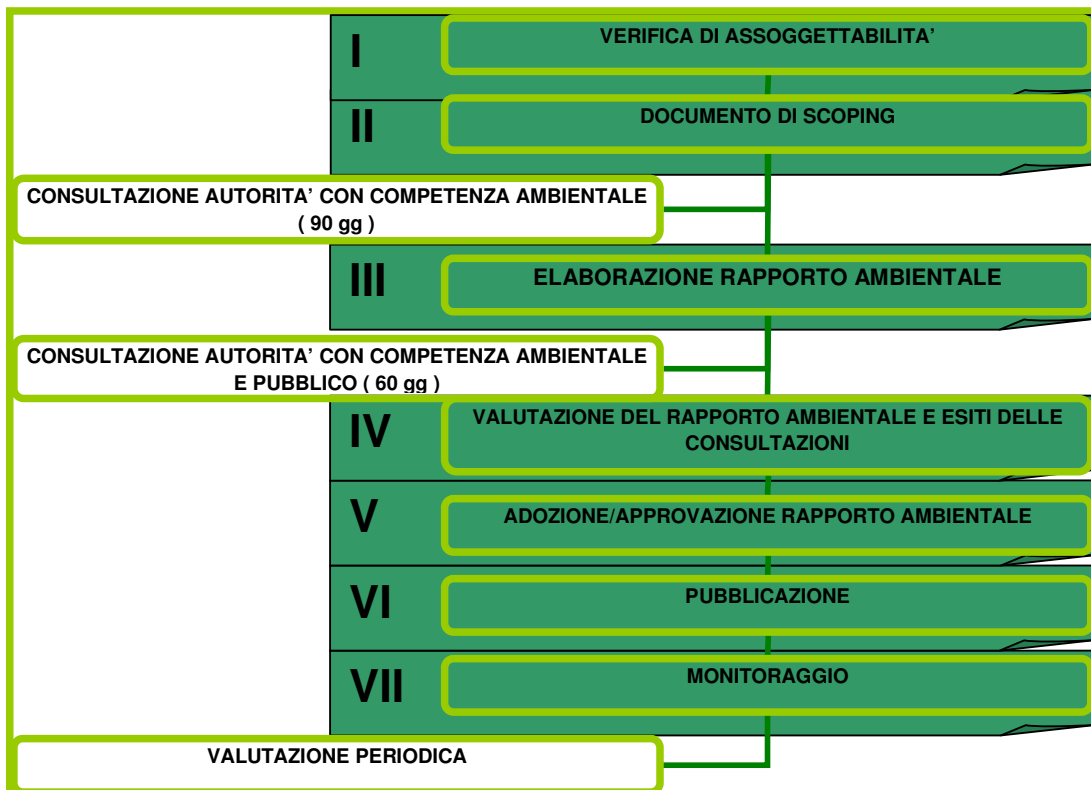 I
VERIFICA DI ASSOGGETTABILITA’
II
DOCUMENTO DI SCOPING
CONSULTAZIONE AUTORITA’ CON COMPETENZA AMBIENTALE
( 90 gg )
III
ELABORAZIONE RAPPORTO AMBIENTALE
CONSULTAZIONE AUTORITA’ CON COMPETENZA AMBIENTALE
E PUBBLICO ( 60 gg )
IV
VALUTAZIONE DEL RAPPORTO AMBIENTALE E ESITI DELLE
CONSULTAZIONI
V
ADOZIONE/APPROVAZIONE RAPPORTO AMBIENTALE
VI
PUBBLICAZIONE
VII
MONITORAGGIO
VALUTAZIONE PERIODICA